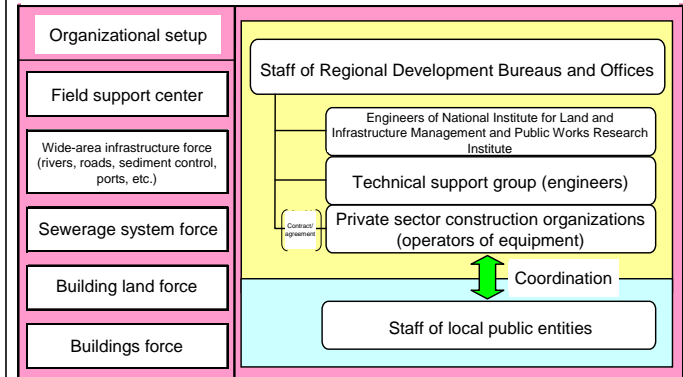 Organizational setup
Field support center
Wide-area infrastructure force
(rivers, roads, sediment control,
ports, etc.)
Sewerage system force
Building land force
Buildings force
Staff of Regional Development Bureaus and Offices
Engineers of National Institute for Land and
Infrastructure Management and Public Works Research
Institute
Technical support group (engineers)
Contract/
agreement
Private sector construction organizations
(operators of equipment)
Coordination
Staff of local public entities